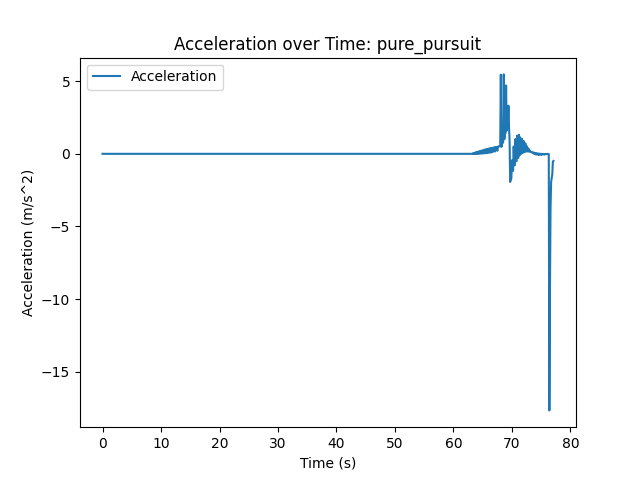 Acceleration over Time: pure_pursuit
Acceleration
5
0
−5
−10
−15
Acceleration (m/s^2)
0 10 20 30 40 50 60 70 80
Time (s)